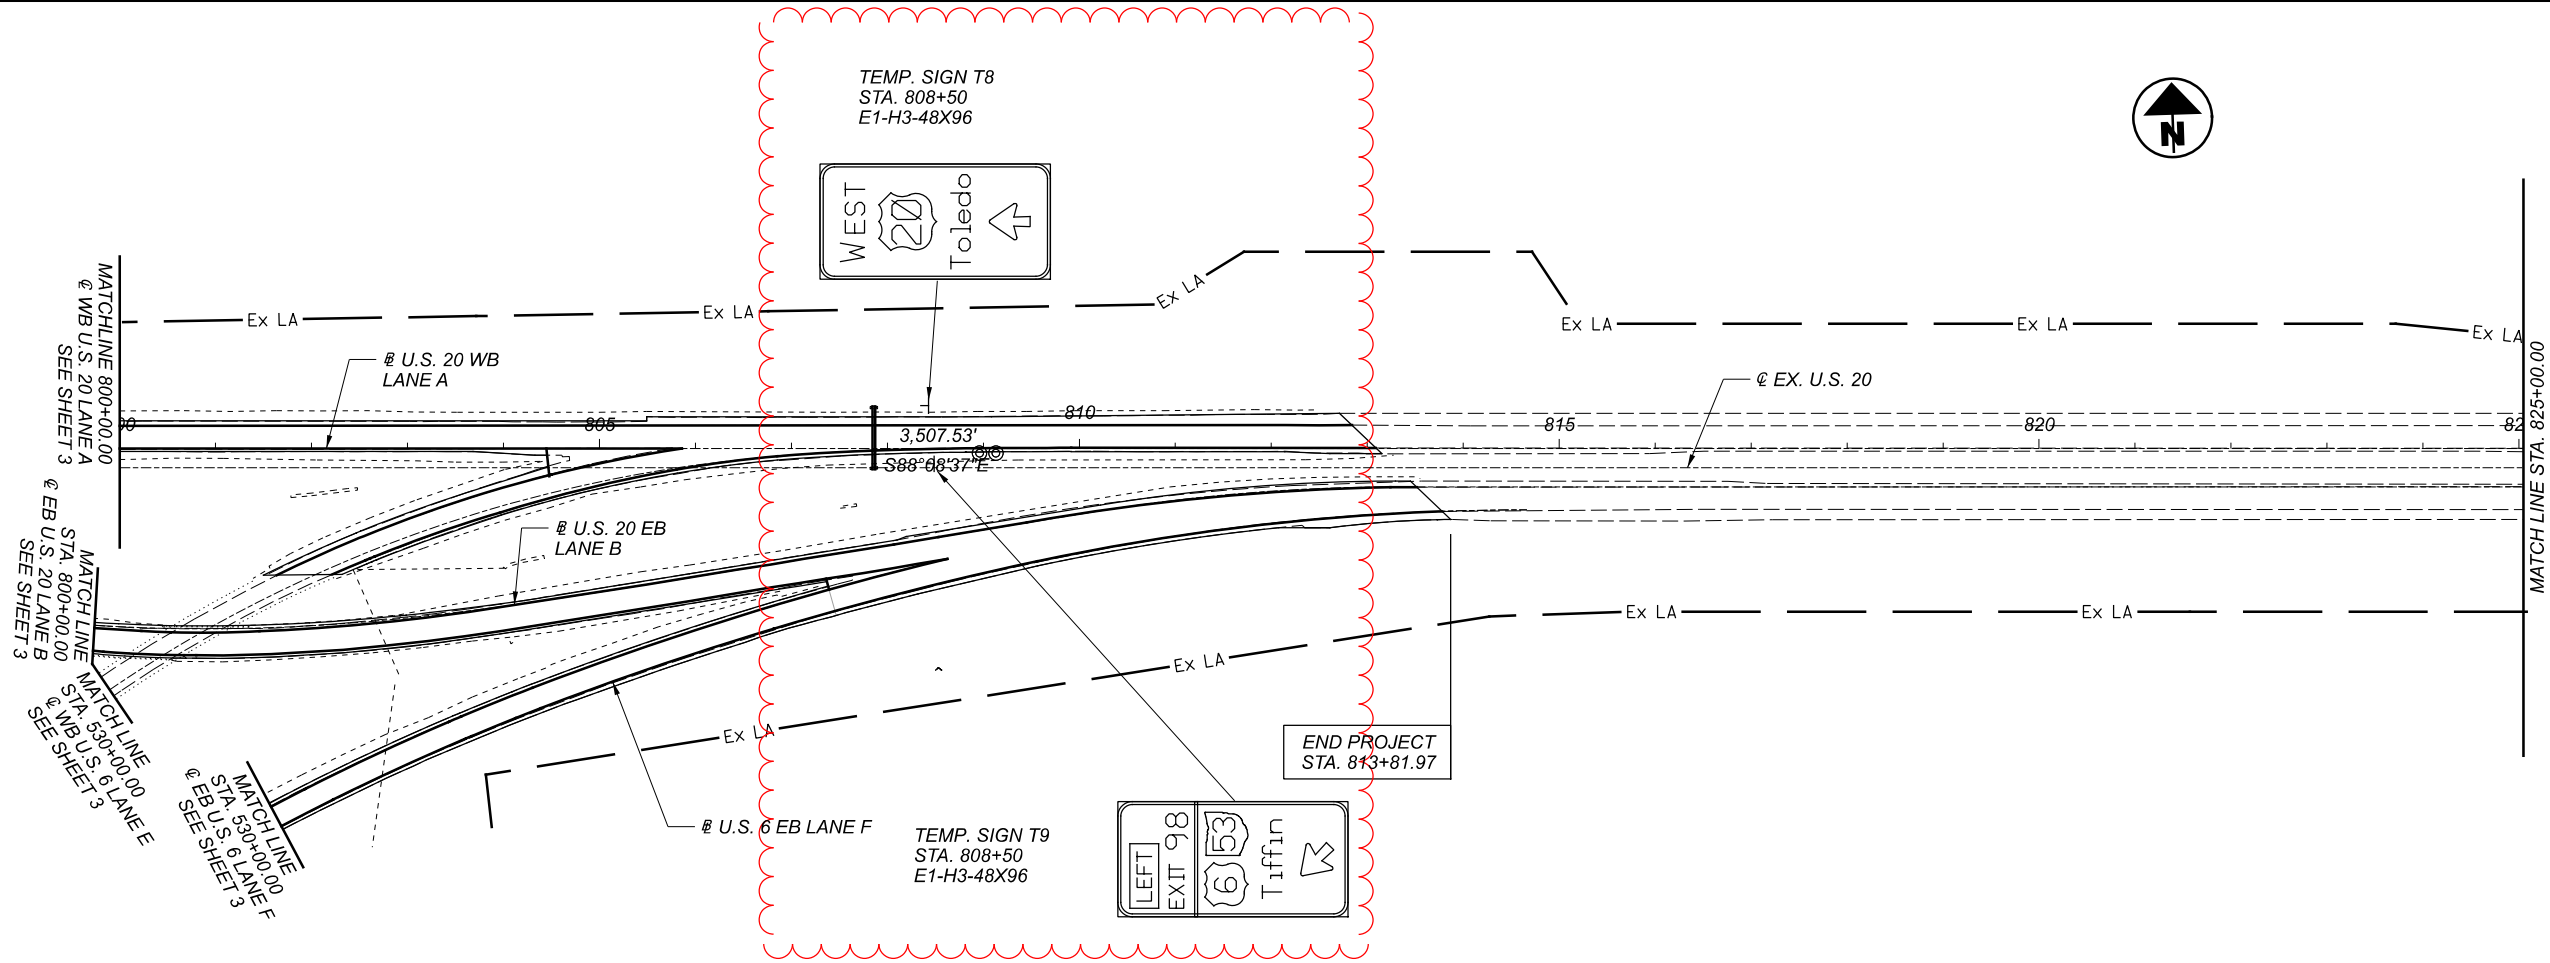 TEMP. SIGN T8
STA. 808+50
E1-H3-48X96
WEST
20
Toledo
N
Ex LA
Ex LA
Ex LA
Ex LA
Ex LA
Ex LA
MATCHLINE 800+00.00
℄ WB U.S. 20 LANE A
SEE SHEET 3
U.S. 20 WB
LANE A
℄ EX. U.S. 20
MATCH LINE STA. 825+00.00
00
805
810
815
820
82
3,507.53'
S88°08'37"E
MATCH LINE
STA. 800+00.00
℄ EB U.S. 20 LANE B
SEE SHEET 3
U.S. 20 EB
LANE B
Ex LA
Ex LA
Ex LA
Ex LA
MATCH LINE
STA. 530+00.00
℄ WB U.S. 6 LANE E
SEE SHEET 3
MATCH LINE
STA. 530+00.00
℄ EB U.S. 6 LANE F
SEE SHEET 3
U.S. 6 EB LANE F
END PROJECT
STA. 813+81.97
TEMP. SIGN T9
STA. 808+50
E1-H3-48X96
LEFT
EXIT 98
6 53
Tiffin